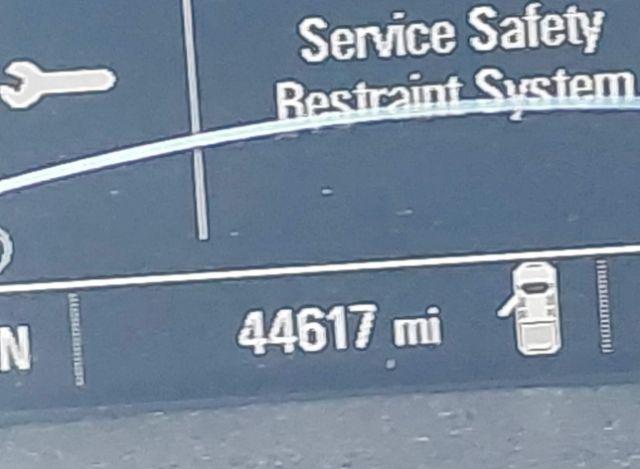 Service Safety
Restraint System
N
44617 mi